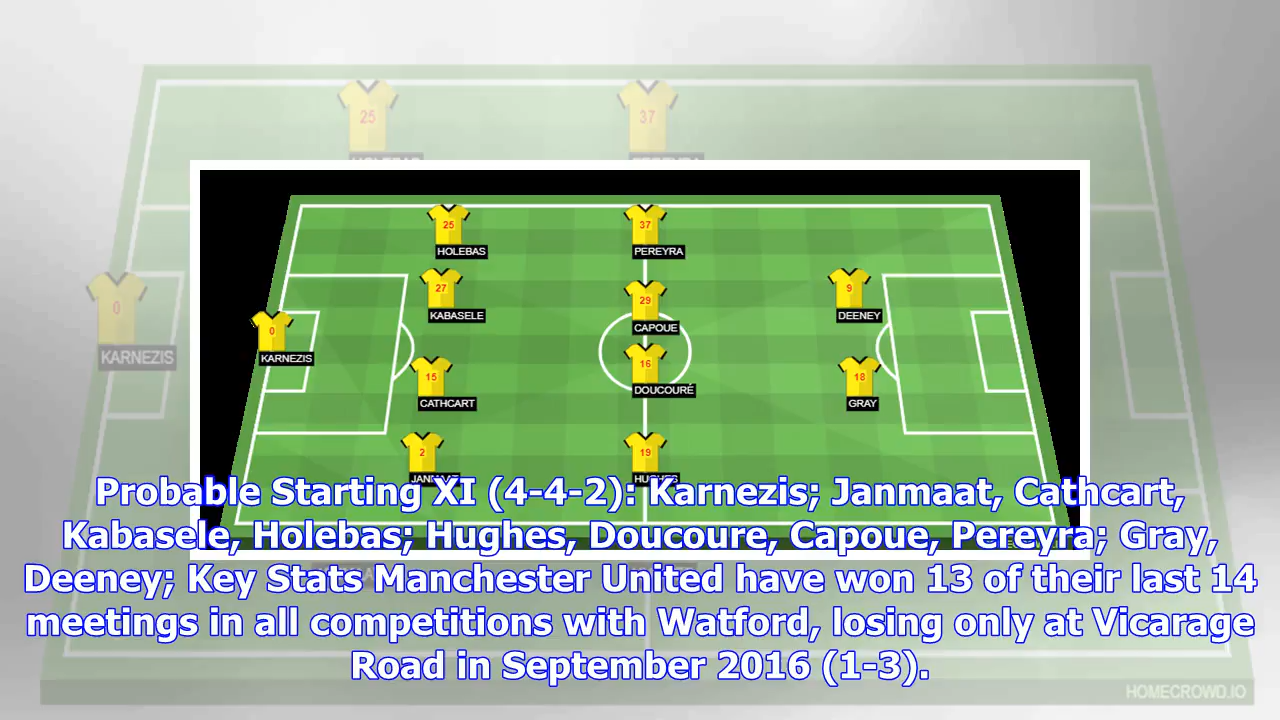 25
37
25
HOLEBAS
37
PEREYRA
27
KABASELE
9
DEENEY
29
CAPOUE
0
KARNEZIS
0
KARNEZIS
16
DOUCOURÉ
15
CATHCART
18
GRAY
2
19
HUGHES
Probable Starting XI (4-4-2): Karnezis; Janmaat, Cathcart,
Kabasele, Holebas; Hughes, Doucoure, Capoue, Pereyra; Gray,
Deeney; Key Stats Manchester United have won 13 of their last 14
meetings in all competitions with Watford, losing only at Vicarage
Road in September 2016 (1-3).
HOMECROWD.IO